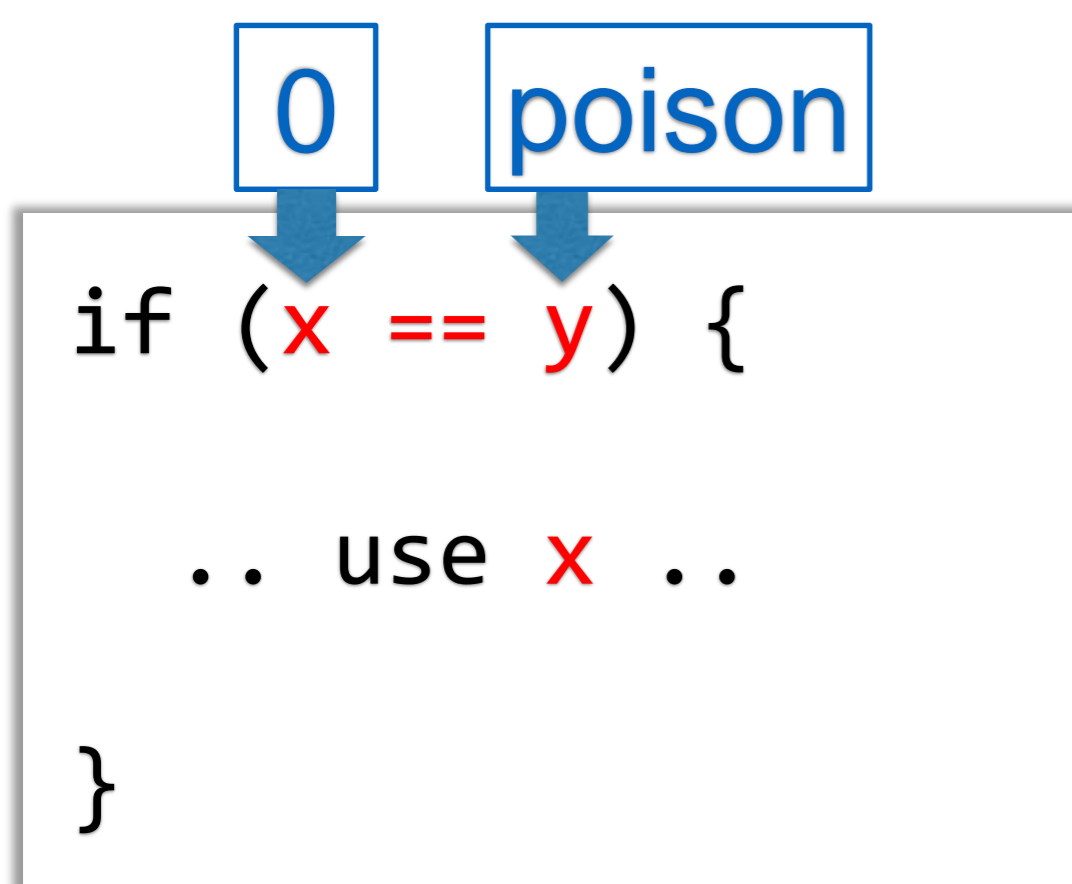 0 poison
if (x == y) {
.. use x ..
}